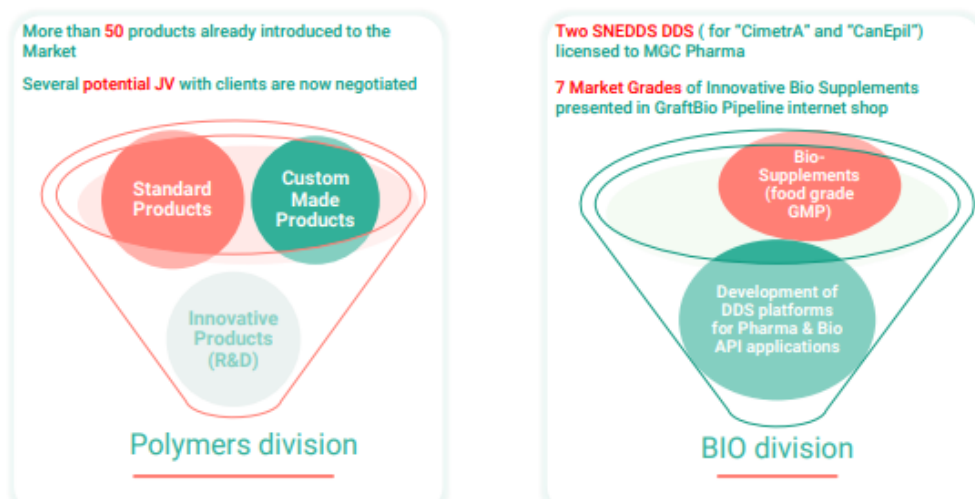 More than 50 products already introduced to the
Market
Several potential JV with clients are now negotiated
Standard
Products
Custom
Made
Products
Innovative
Products
(R&D)
Polymers division
Two SNEDDS DDS ( for “CimetrA” and “CanEpil”)
licensed to MGC Pharma
7 Market Grades of Innovative Bio Supplements
presented in GraftBio Pipeline internet shop
Bio-
Supplements
(food grade
GMP)
Development of
DDS platforms
for Pharma & Bio
API applications
BIO division